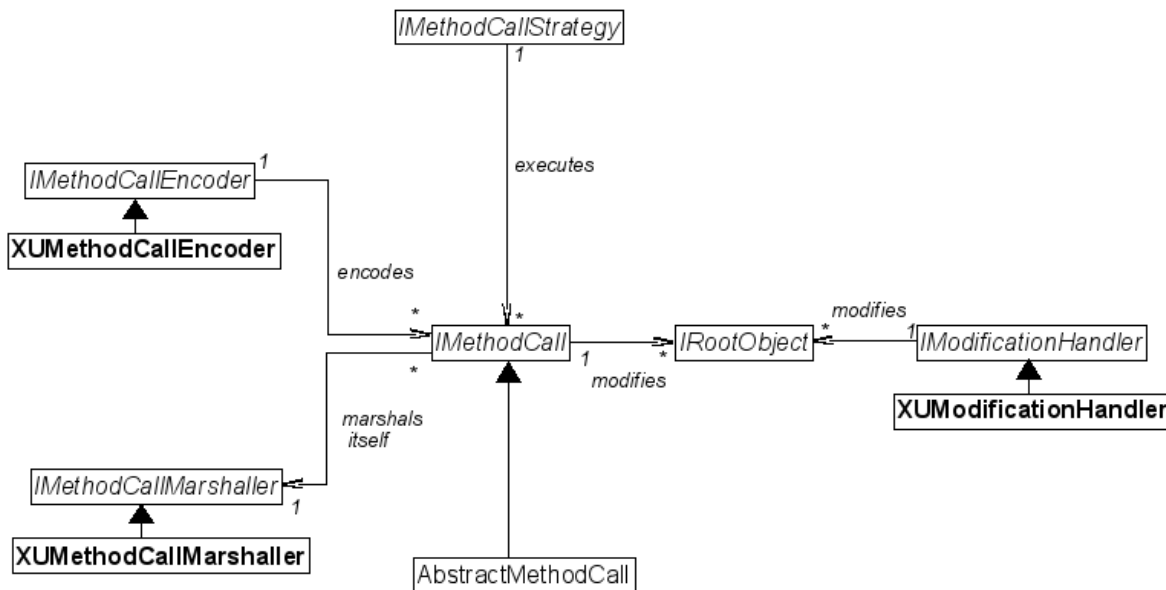 IMethodCallStrategy
1
executes
IMethodCallEncoder
1
XUMethodCallEncoder
encodes
*
*
IMethodCall
*
1
modifies
*
IRootObject
*
modifies
1
IModificationHandler
XUModificationHandler
marshals
itself
IMethodCallMarshaller
1
XUMethodCallMarshaller
AbstractMethodCall